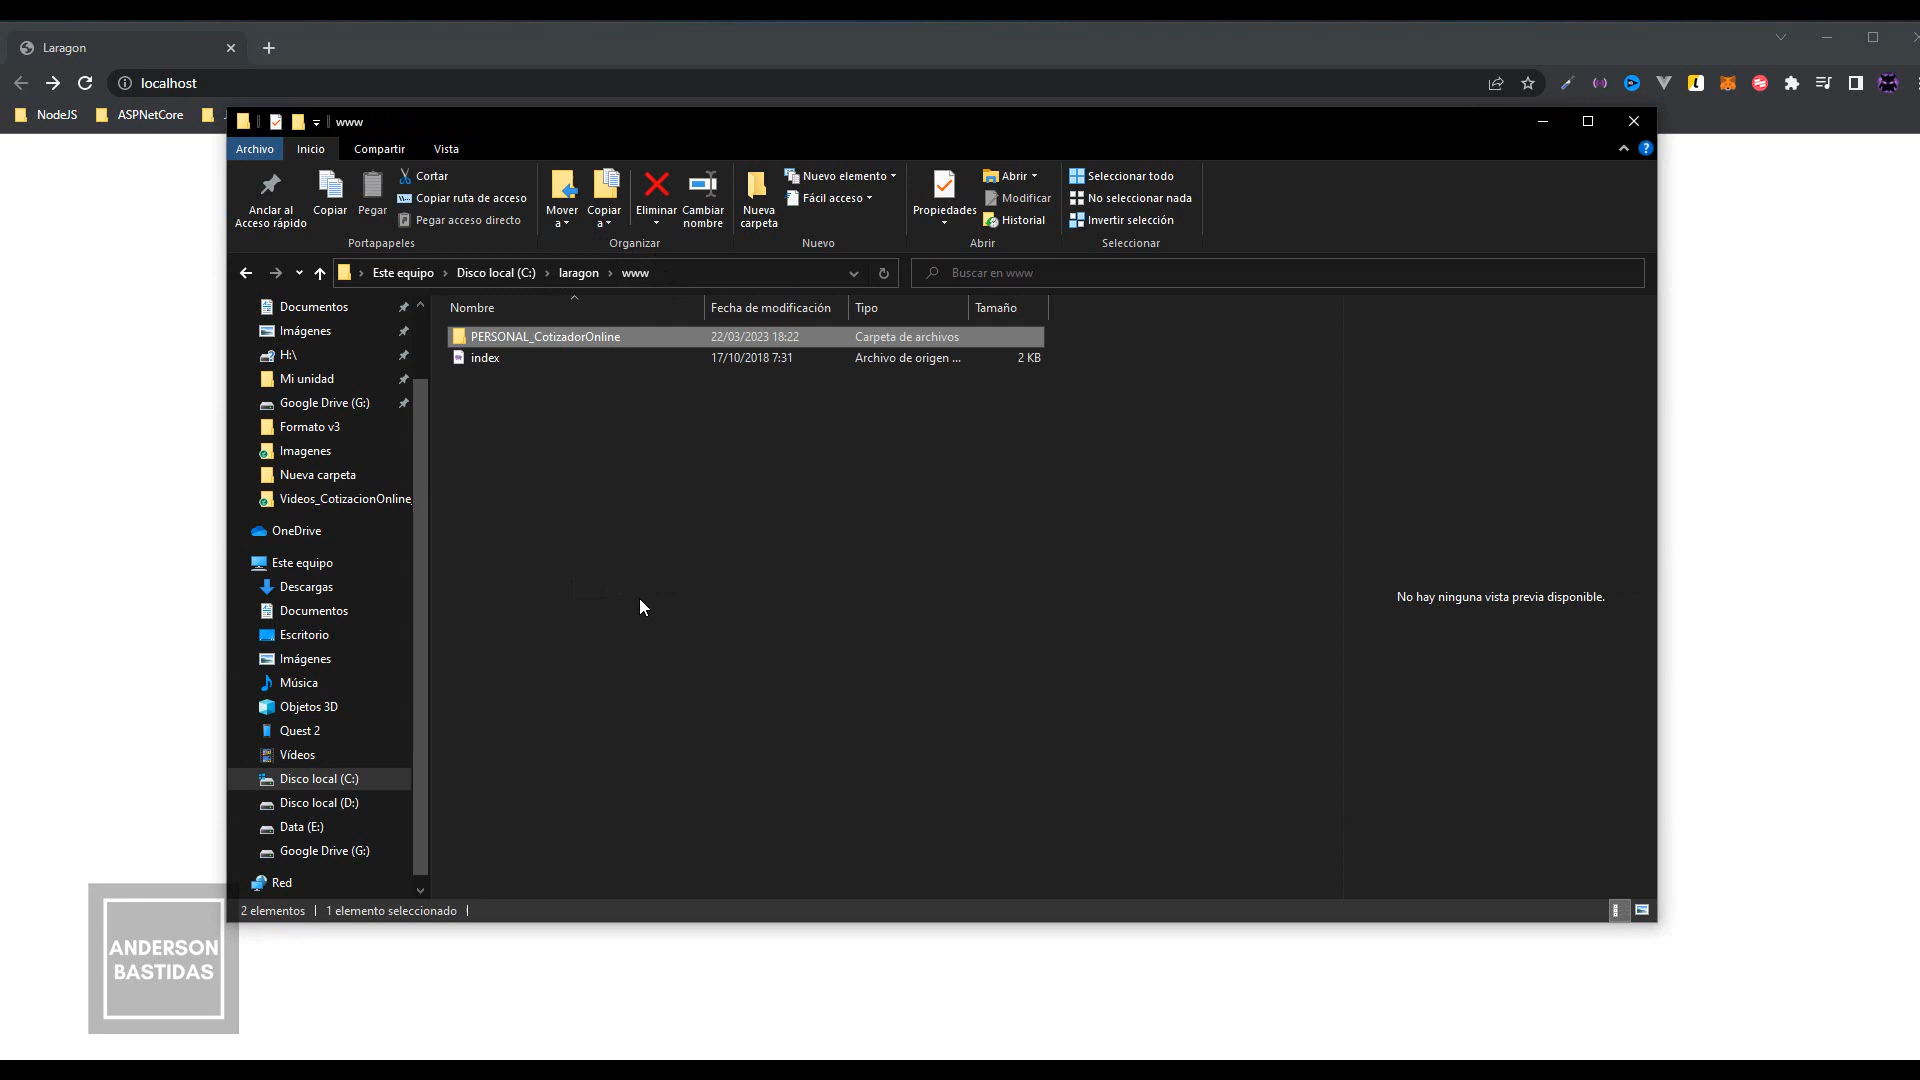 Laragon
localhost
NodeJS
ASPNetCore
www
Archivo
Inicio
Compartir
Vista
Anclar al
Acceso rápido
Copiar
Pegar
Cortar
Copiar ruta de acceso
Pegar acceso directo
Portapapeles
Mover
a
Copiar
a
Eliminar
Cambiar
nombre
Organizar
Nueva
carpeta
Nuevo elemento
Fácil acceso
Nuevo
Propiedades
Abrir
Modificar
Historial
Abrir
Seleccionar todo
No seleccionar nada
Invertir selección
Seleccionar
Este equipo > Disco local (C:) > laragon > www
Buscar en www
Documentos
Imágenes
H:\
Mi unidad
Google Drive (G:)
Formato v3
Imagenes
Nueva carpeta
Videos_CotizacionOnline_
OneDrive
Este equipo
Descargas
Documentos
Escritorio
Imágenes
Música
Objetos 3D
Quest 2
Vídeos
Disco local (C:)
Disco local (D:)
Data (E:)
Google Drive (G:)
Red
Nombre Fecha de modificación Tipo Tamaño
PERSONAL_CotizadorOnline 22/03/2023 18:22 Carpeta de archivos
index 17/10/2018 7:31 Archivo de origen ... 2 KB
No hay ninguna vista previa disponible.
2 elementos | 1 elemento seleccionado |
ANDERSON
BASTIDAS